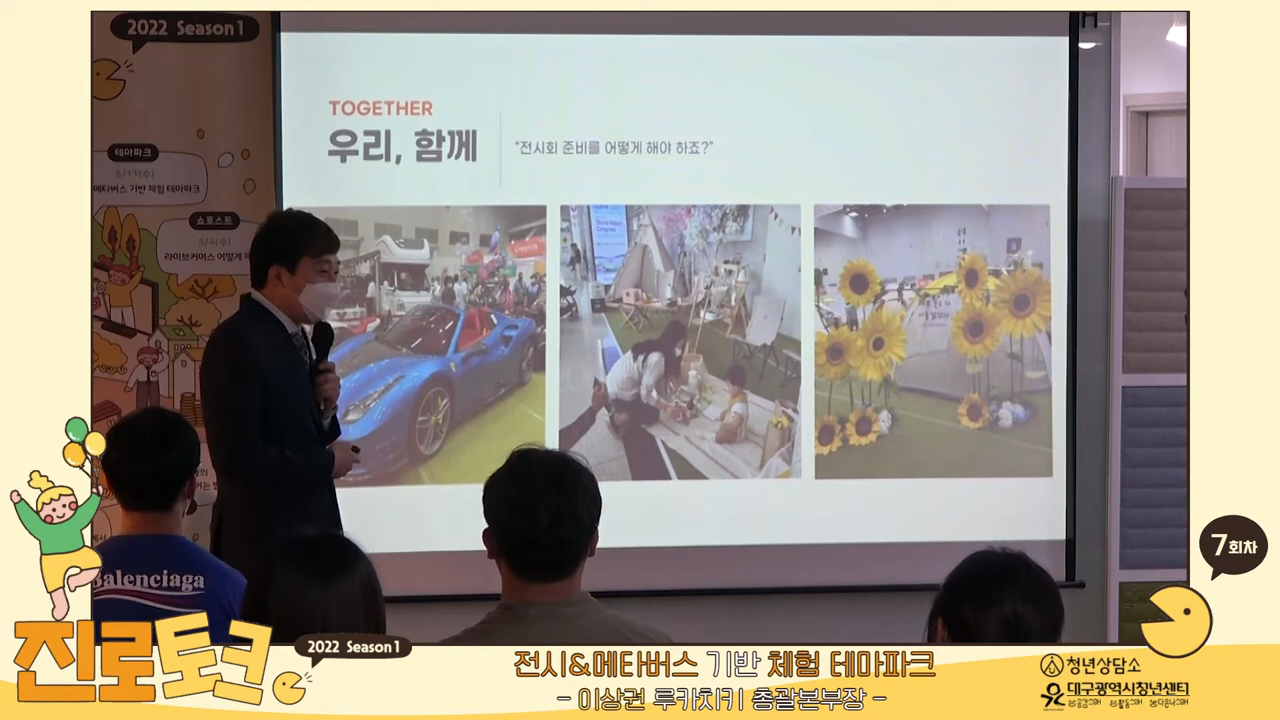 2022 Season 1
테마파크
5/11(수)
메타버스 기반 체험 테마파크
쇼호스트
5/4(수)
라이브커머스 어떻게
TOGETHER
우리, 함께
"전시회 준비를 어떻게 해야 하죠?"
Balenciaga
7회차
진로토크
2022 Season 1
전시&메타버스 기반 체험 테마파크
- 이상권 루카치키 총괄본부장 -
청년상담소
대구광역시청년센터